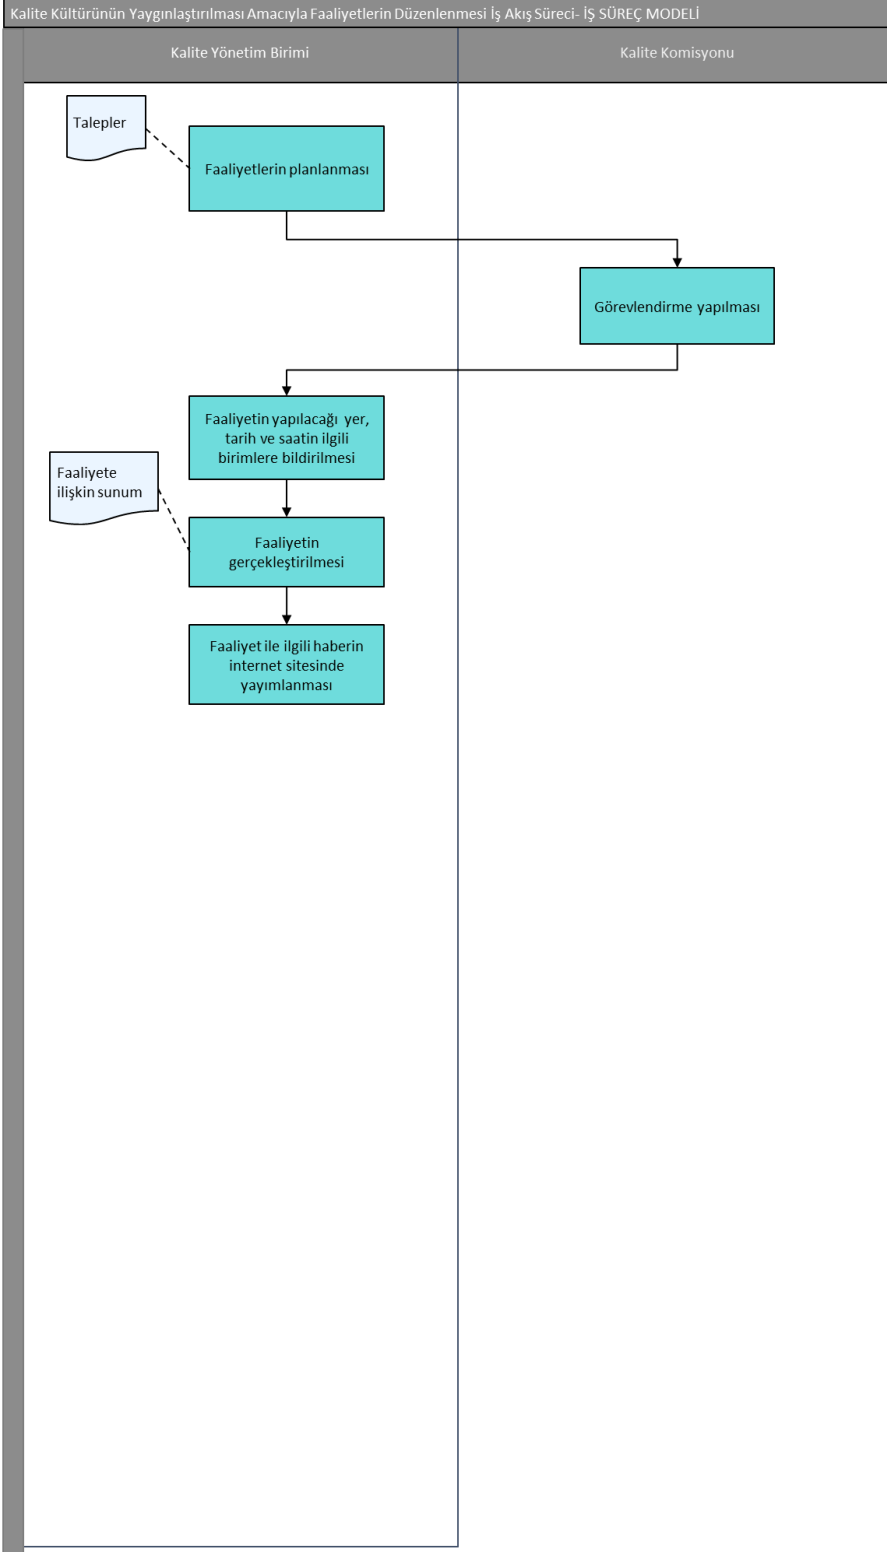 Kalite Kültürünün Yaygınlaştırılması Amacıyla Faaliyetlerin Düzenlenmesi İş Akış Süreci- İŞ SÜREÇ MODELİ
Kalite Yönetim Birimi
Kalite Komisyonu
Talepler
Faaliyetlerin planlanması
Görevlendirme yapılması
Faaliyetin yapılacağı yer,
tarih ve saatin ilgili
birimlere bildirilmesi
Faaliyete
ilişkin sunum
Faaliyetin
gerçekleştirilmesi
Faaliyet ile ilgili haberin
internet sitesinde
yayımlanması